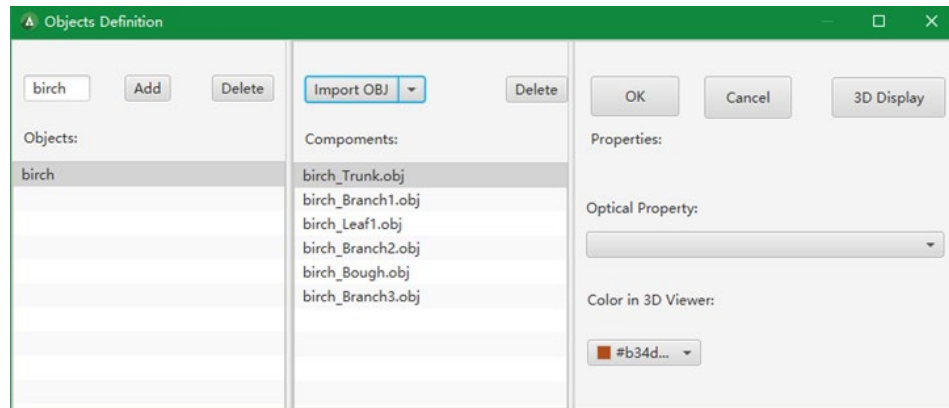 Objects Definition
birch Add Delete
Import OBJ Delete
OK Cancel 3D Display
Objects:
Compoments:
Properties:
birch
birch_Trunk.obj
birch_Branch1.obj
birch_Leaf1.obj
birch_Branch2.obj
birch_Bough.obj
birch_Branch3.obj
Optical Property:
Color in 3D Viewer:
#b34d...